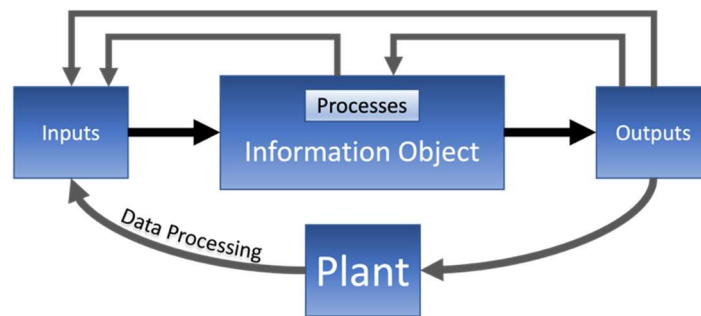 Processes
Inputs
Information Object
Outputs
Data Processing
Plant